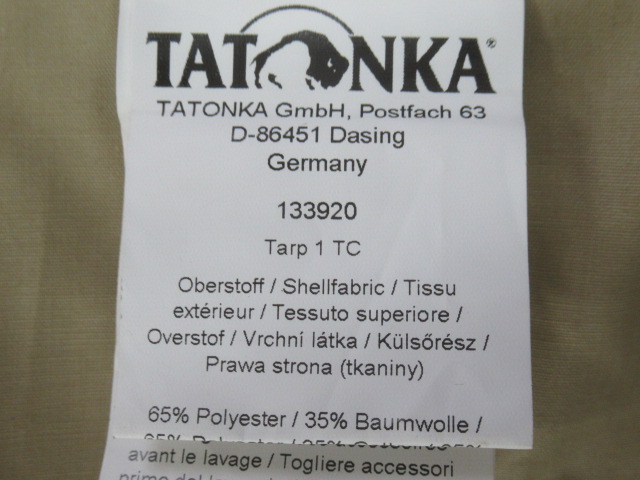 TATONKA®
TATONKA GmbH, Postfach 63
D-86451 Dasing
Germany
133920
Tarp 1 TC
Oberstoff / Shellfabric / Tissu
extérieur / Tessuto superiore /
Overstof / Vrchní látka / Külsőrész /
Prawa strona (tkaniny)
65% Polyester / 35% Baumwolle /
avant le lavage / Togliere accessori